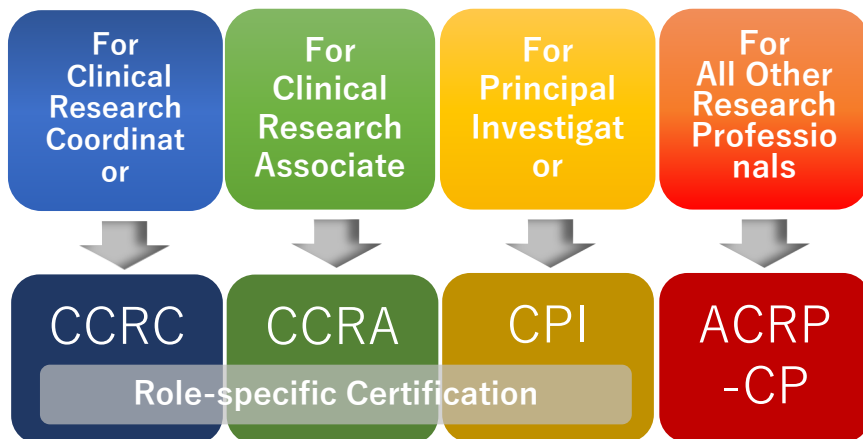 For
Clinical
Research
Coordinat
or
For
Clinical
Research
Associate
For
Principal
Investigat
or
For
All Other
Research
Professio
nals
CCRC
CCRA
CPI
ACRP
-CP
Role-specific Certification